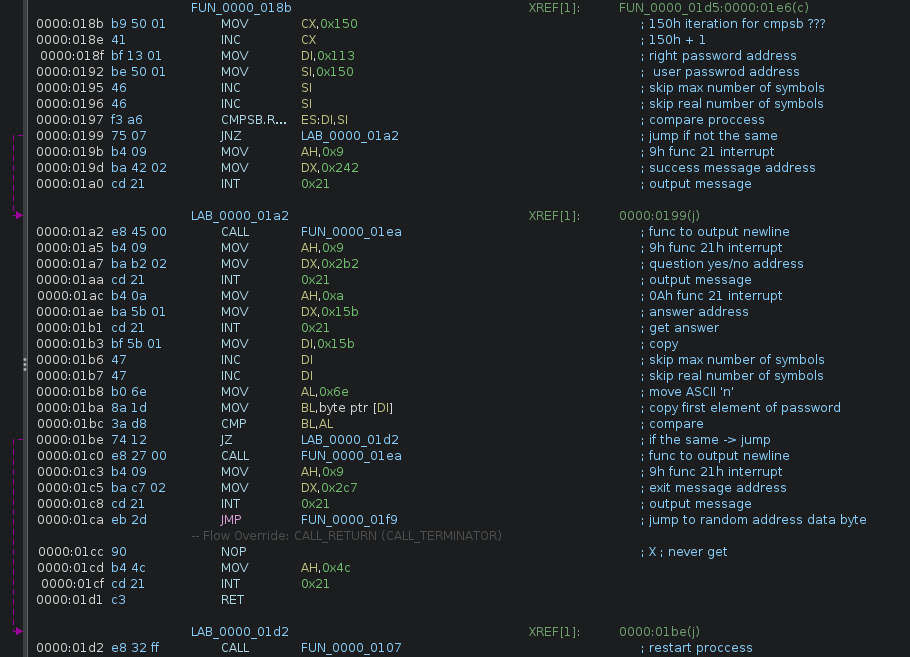 FUN_0000_018b XREF[1]: FUN_0000_01d5:0000:01e6(c)
0000:018b b9 50 01 MOV CX,0x150 ; 150h iteration for cmpsb ???
0000:018e 41 INC CX ; 150h + 1
0000:018f bf 13 01 MOV DI,0x113 ; right password address
0000:0192 be 50 01 MOV SI,0x150 ; user passwrod address
0000:0195 46 INC SI ; skip max number of symbols
0000:0196 46 INC SI ; skip real number of symbols
0000:0197 f3 a6 CMPSB.R... ES:DI,SI ; compare proccess
0000:0199 75 07 JNZ LAB_0000_01a2 ; jump if not the same
0000:019b b4 09 MOV AH,0x9 ; 9h func 21 interrupt
0000:019d ba 42 02 MOV DX,0x242 ; success message address
0000:01a0 cd 21 INT 0x21 ; output message
LAB_0000_01a2 XREF[1]: 0000:0199(j)
0000:01a2 e8 45 00 CALL FUN_0000_01ea ; func to output newline
0000:01a5 b4 09 MOV AH,0x9 ; 9h func 21h interrupt
0000:01a7 ba b2 02 MOV DX,0x2b2 ; question yes/no address
0000:01aa cd 21 INT 0x21 ; output message
0000:01ac b4 0a MOV AH,0xa ; 0Ah func 21 interrupt
0000:01ae ba 5b 01 MOV DX,0x15b ; answer address
0000:01b1 cd 21 INT 0x21 ; get answer
0000:01b3 bf 5b 01 MOV DI,0x15b ; copy
0000:01b6 47 INC DI ; skip max number of symbols
0000:01b7 47 INC DI ; skip real number of symbols
0000:01b8 b0 6e MOV AL,0x6e ; move ASCII 'n'
0000:01ba 8a 1d MOV BL,byte ptr [DI] ; copy first element of password
0000:01bc 3a d8 CMP BL,AL ; compare
0000:01be 74 12 JZ LAB_0000_01d2 ; if the same -> jump
0000:01c0 e8 27 00 CALL FUN_0000_01ea ; func to output newline
0000:01c3 b4 09 MOV AH,0x9 ; 9h func 21h interrupt
0000:01c5 ba c7 02 MOV DX,0x2c7 ; exit message address
0000:01c8 cd 21 INT 0x21 ; output message
0000:01ca eb 2d JMP FUN_0000_01f9 ; jump to random address data byte
-- Flow Override: CALL_RETURN (CALL_TERMINATOR)
0000:01cc 90 NOP ; X ; never get
0000:01cd b4 4c MOV AH,0x4c
0000:01cf cd 21 INT 0x21
0000:01d1 c3 RET
LAB_0000_01d2 XREF[1]: 0000:01be(j)
0000:01d2 e8 32 ff CALL FUN_0000_0107 ; restart proccess